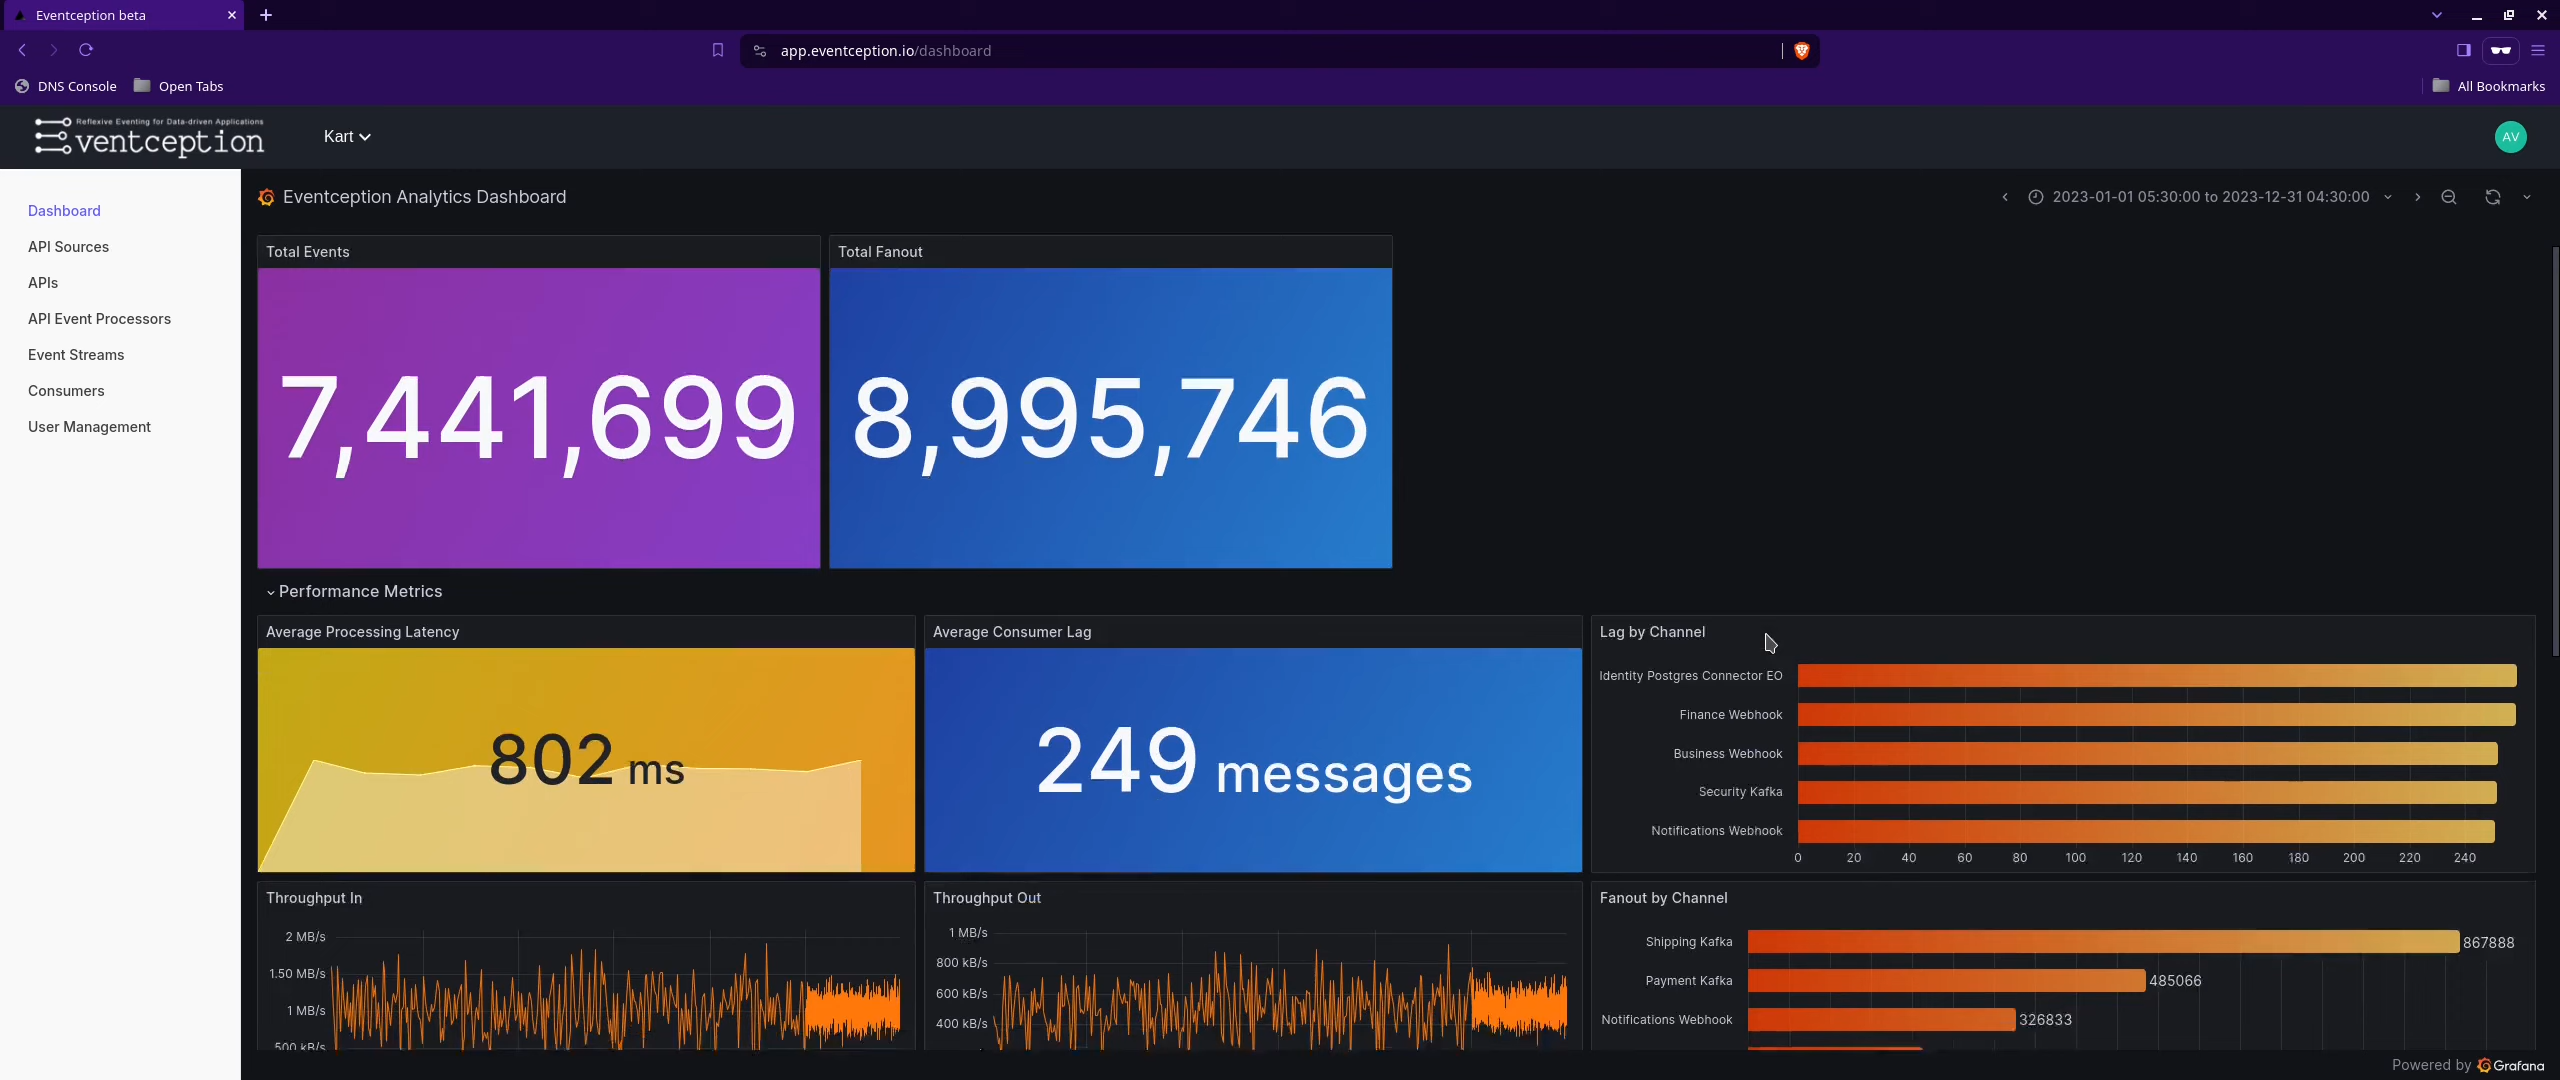 Eventception beta
app.eventception.io/dashboard
DNS Console
Open Tabs
All Bookmarks
Reflexive Eventing for Data-driven Applications
ventception
Kart
AV
Dashboard
API Sources
APIs
API Event Processors
Event Streams
Consumers
User Management
Eventception Analytics Dashboard
2023-01-01 05:30:00 to 2023-12-31 04:30:00
Total Events
7,441,699
Total Fanout
8,995,746
Performance Metrics
Average Processing Latency
802 ms
Average Consumer Lag
249 messages
Lag by Channel
Identity Postgres Connector EO
Finance Webhook
Business Webhook
Security Kafka
Notifications Webhook
0 20 40 60 80 100 120 140 160 180 200 220 240
Throughput In
2 MB/s
1.50 MB/s
1 MB/s
500 kB/s
Throughput Out
1 MB/s
800 kB/s
600 kB/s
400 kB/s
Fanout by Channel
Shipping Kafka 867888
Payment Kafka 485066
Notifications Webhook 326833
Powered by Grafana